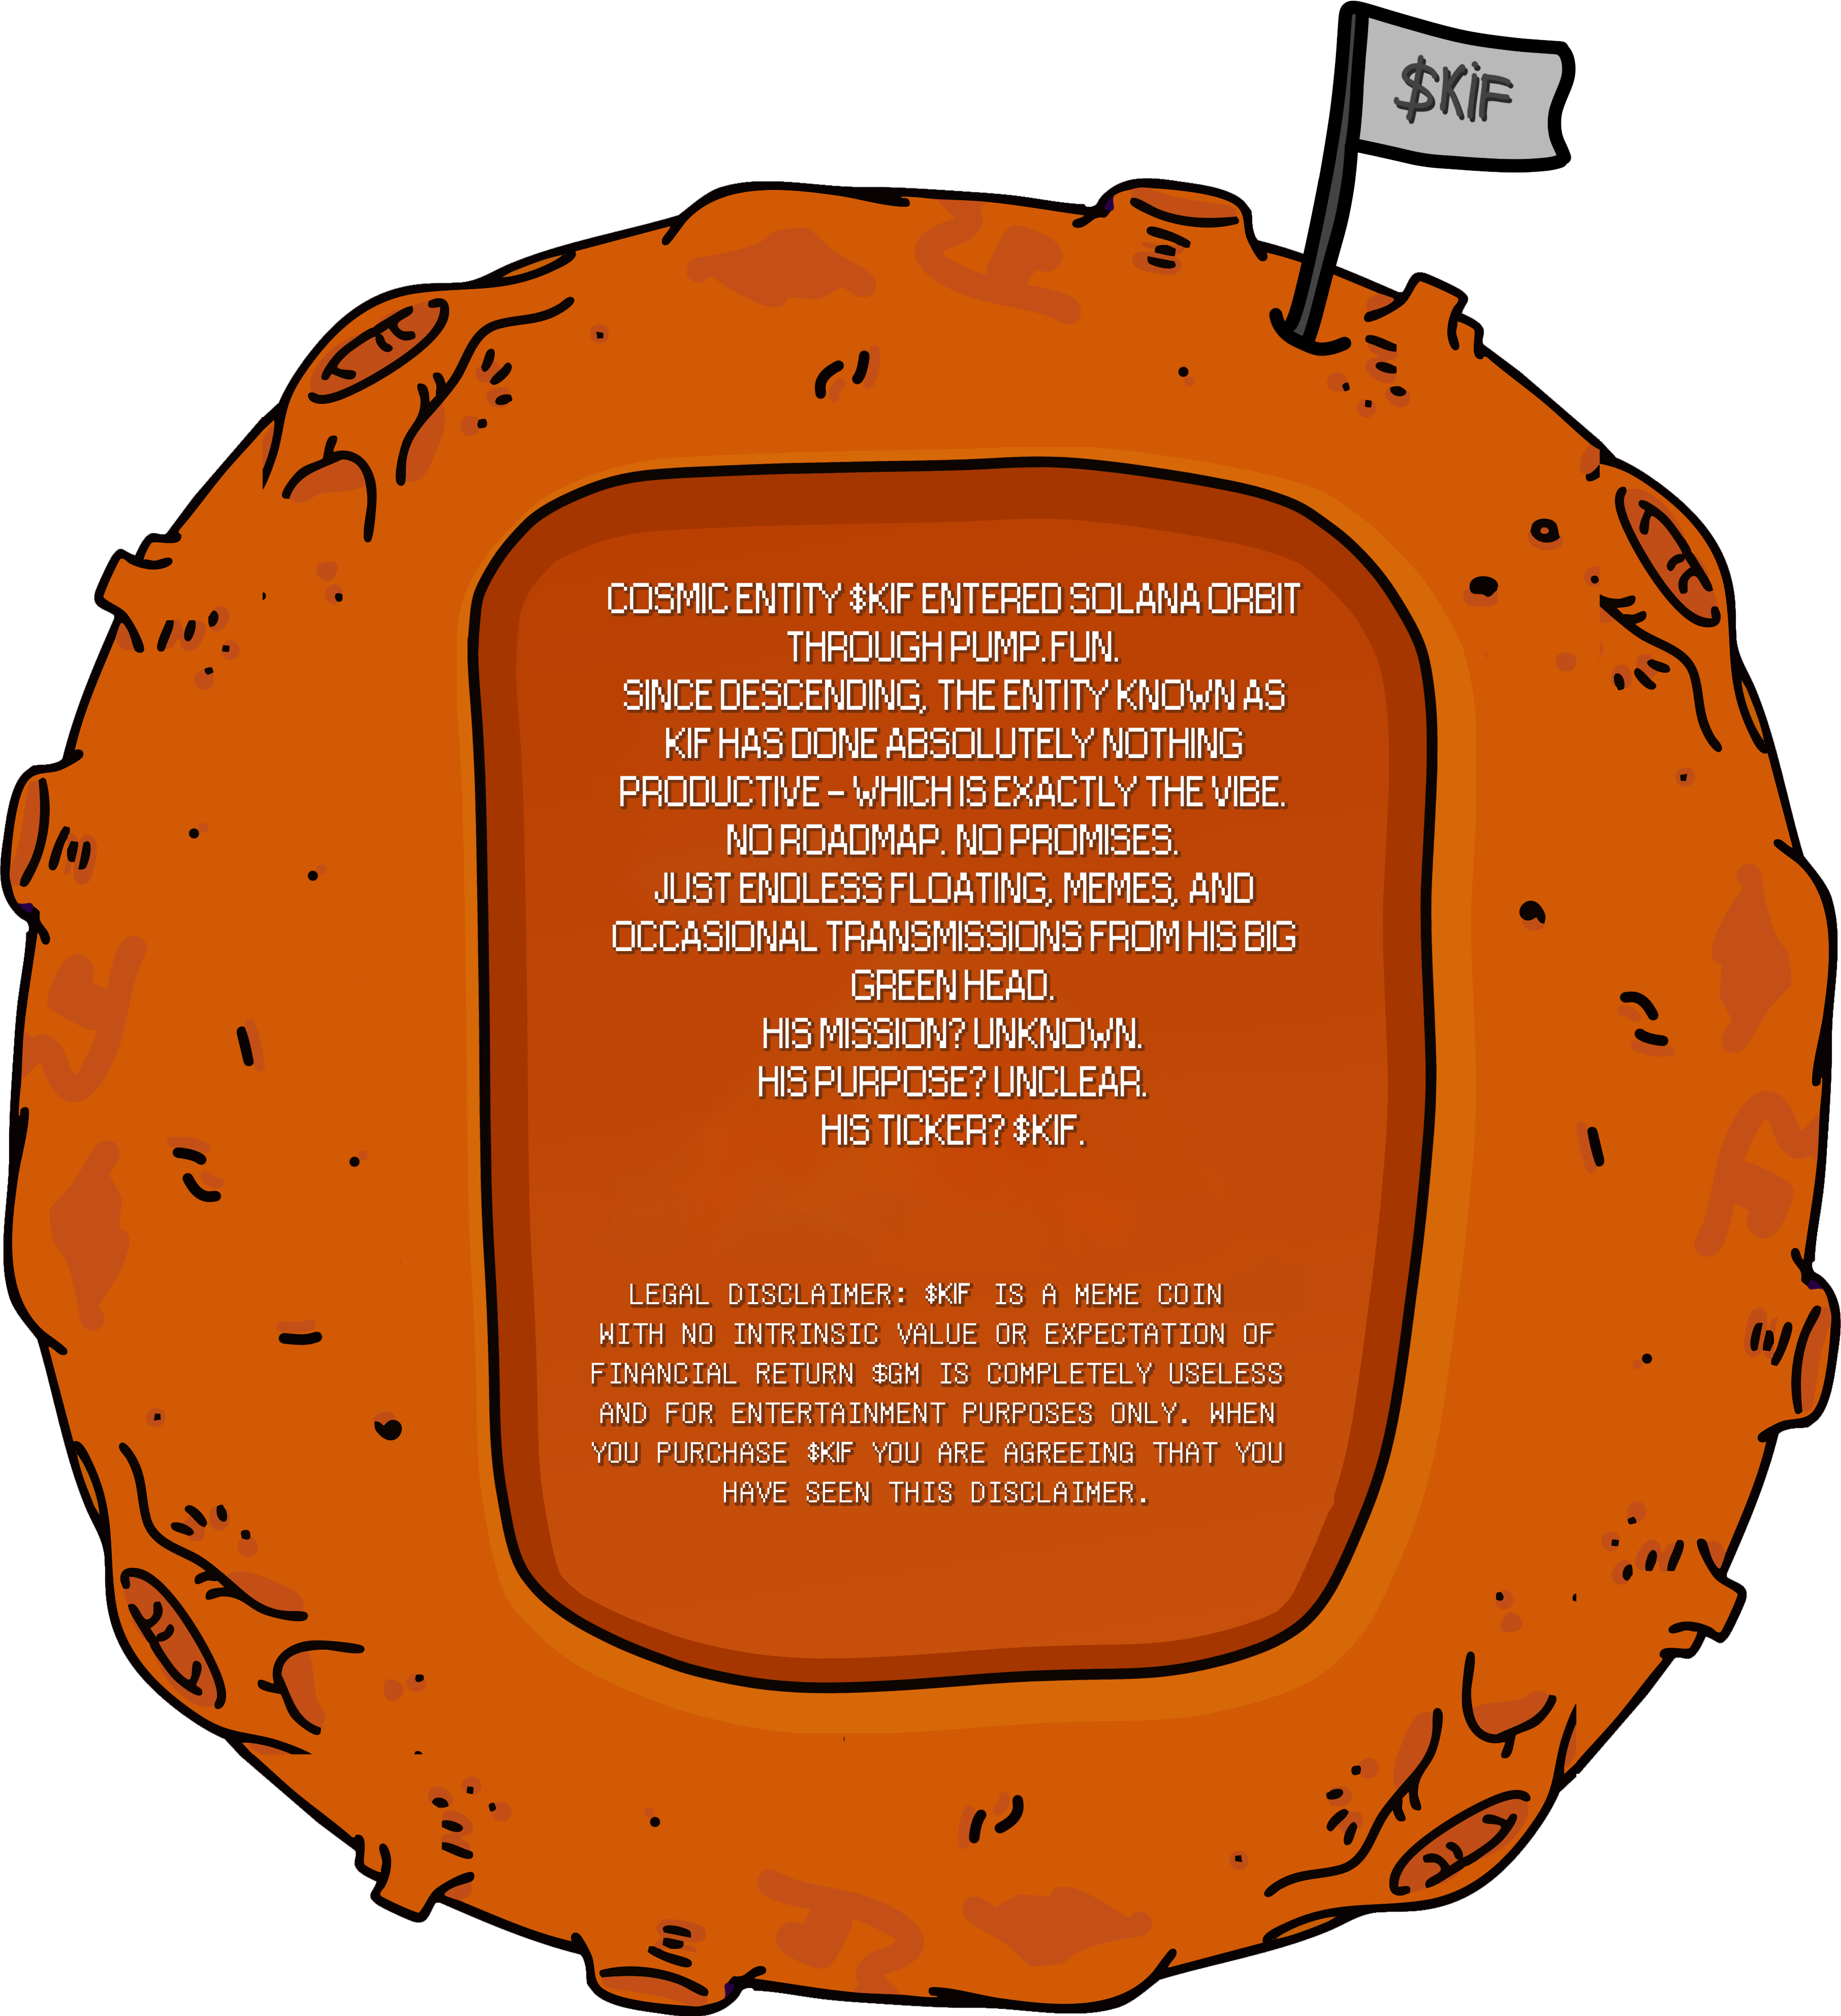 $KiF
COSMIC ENTITY $KIF ENTERED SOLANA ORBIT
THROUGH PUMP.FUN.
SINCE DESCENDING, THE ENTITY KNOWN AS
KIF HAS DONE ABSOLUTELY NOTHING
PRODUCTIVE – WHICH IS EXACTLY THE VIBE.
NO ROADMAP. NO PROMISES.
JUST ENDLESS FLOATING, MEMES, AND
OCCASIONAL TRANSMISSIONS FROM HIS BIG
GREEN HEAD.
HIS MISSION? UNKNOWN.
HIS PURPOSE? UNCLEAR.
HIS TICKER? $KIF.
LEGAL DISCLAIMER: $KIF IS A MEME COIN
WITH NO INTRINSIC VALUE OR EXPECTATION OF
FINANCIAL RETURN $GM IS COMPLETELY USELESS
AND FOR ENTERTAINMENT PURPOSES ONLY. WHEN
YOU PURCHASE $KIF YOU ARE AGREEING THAT YOU
HAVE SEEN THIS DISCLAIMER.